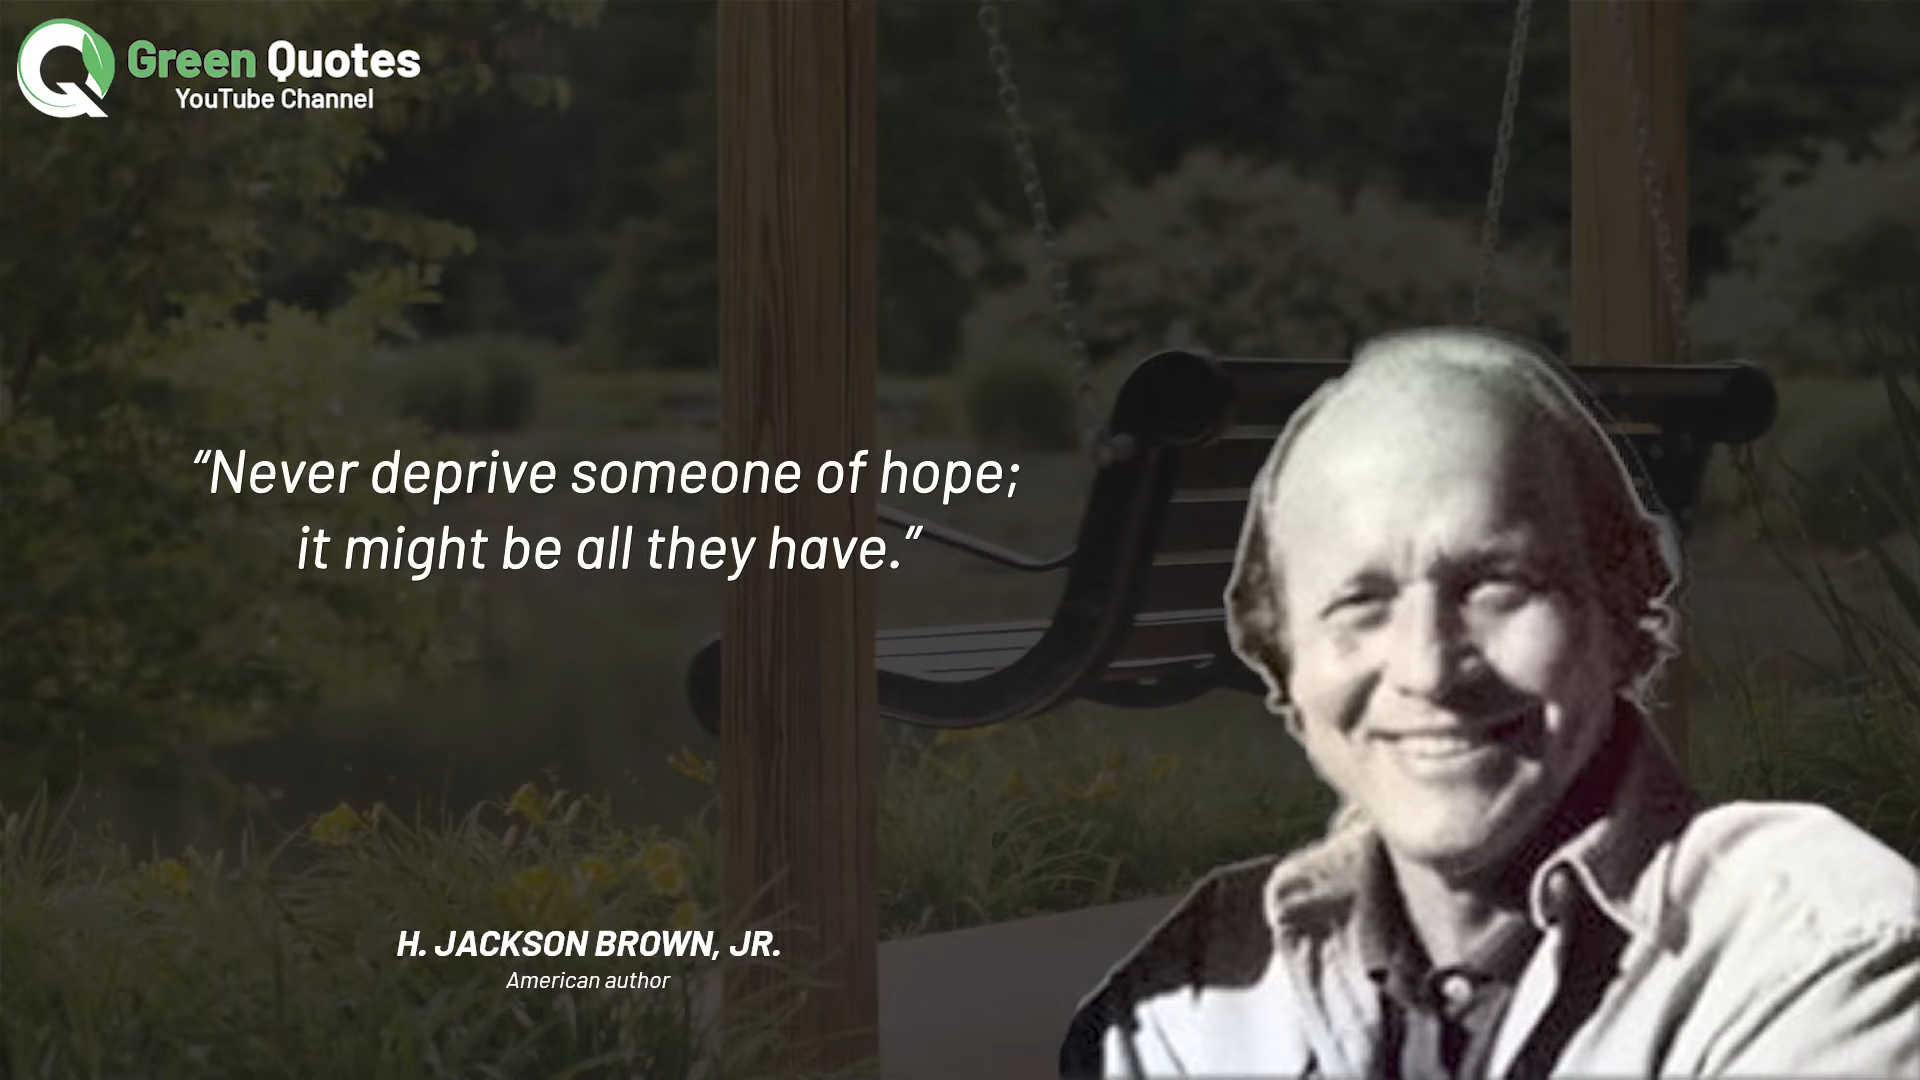 Green Quotes
YouTube Channel
“Never deprive someone of hope;
it might be all they have.”
H. JACKSON BROWN, JR.
American author